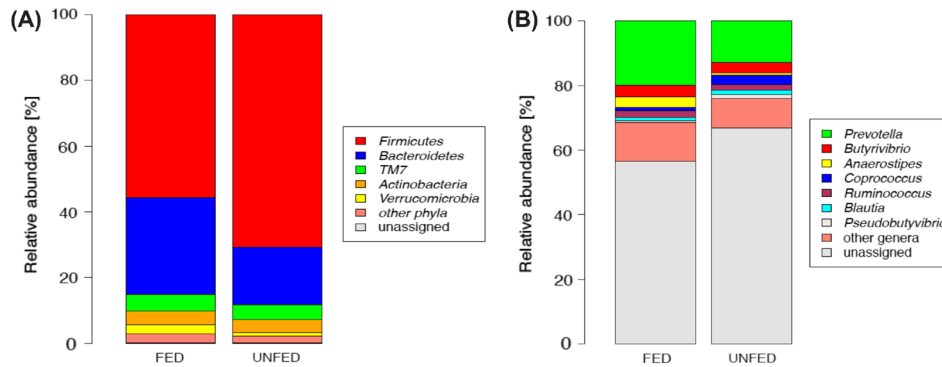 (A)
Relative abundance [%]
100
80
60
40
20
0
FED
UNFED
Firmicutes
Bacteroidetes
TM7
Actinobacteria
Verrucomicrobia
other phyla
unassigned
(B)
Relative abundance [%]
100
80
60
40
20
0
FED
UNFED
Prevotella
Butyrivibrio
Anaerostipes
Coprococcus
Ruminococcus
Blautia
Pseudobutyvibrio
other genera
unassigned